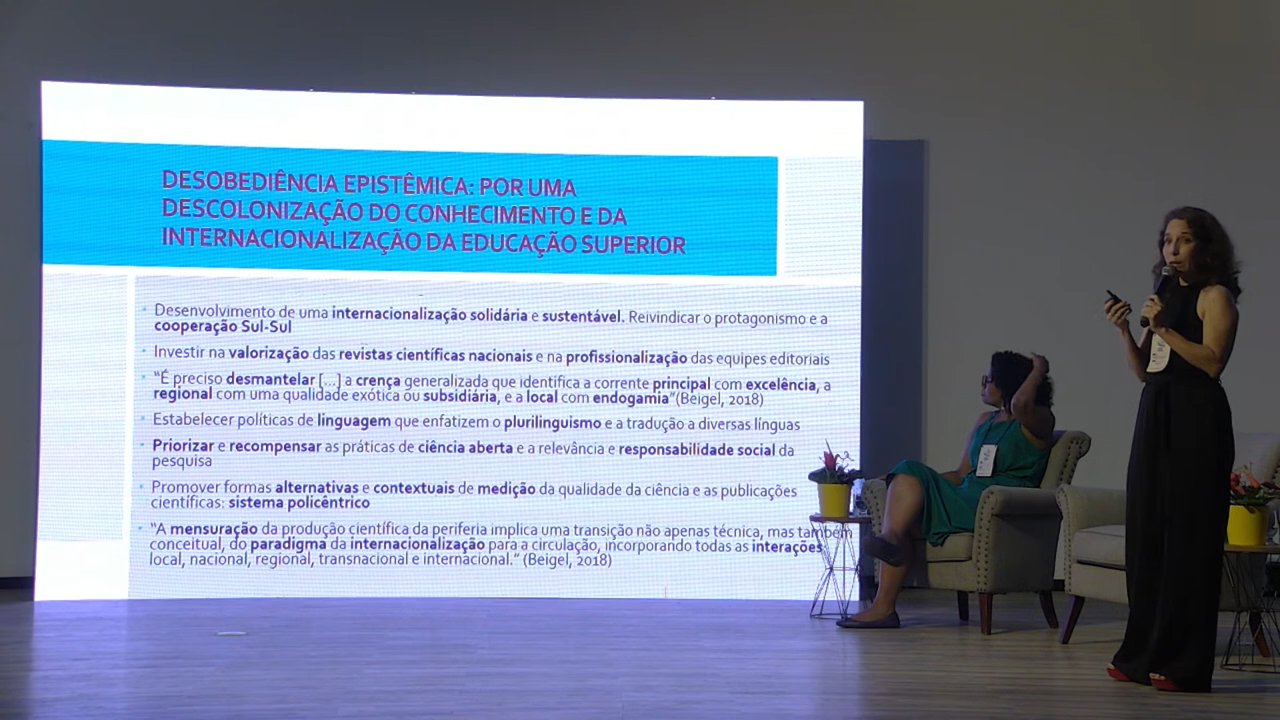 DESOBEDIÊNCIA EPISTÊMICA: POR UMA
DESCOLONIZAÇÃO DO CONHECIMENTO E DA
INTERNACIONALIZAÇÃO DA EDUCAÇÃO SUPERIOR
Desenvolvimento de uma internacionalização solidária e sustentável. Reivindicar o protagonismo e a
cooperação Sul-Sul
Investir na valorização das revistas científicas nacionais e na profissionalização das equipes editoriais
"É preciso desmantelar [...] a crença generalizada que identifica a corrente principal com excelência, a
regional com uma qualidade exótica ou subsidiária, e a local com endogamia"(Beigel, 2018)
Estabelecer políticas de linguagem que enfatizem o plurilinguismo e a tradução a diversas línguas
Priorizar e recompensar as práticas de ciência aberta e a relevância e responsabilidade social da
pesquisa
Promover formas alternativas e contextuais de medição da qualidade da ciência e as publicações
científicas: sistema policêntrico
"A mensuração da produção científica da periferia implica uma transição não apenas técnica, mas também
conceitual, do paradigma da internacionalização para a circulação, incorporando todas as interações
local, nacional, regional, transnacional e internacional." (Beigel, 2018)